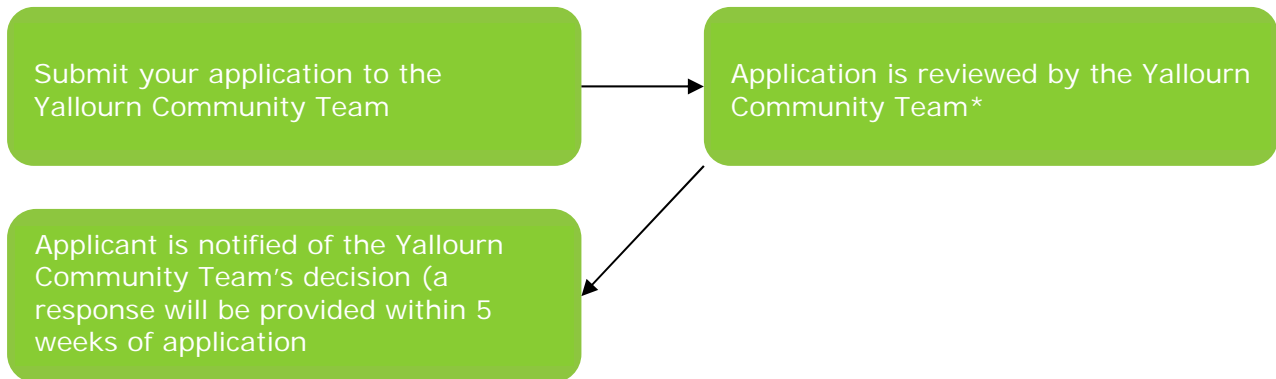 Submit your application to the
Yallourn Community Team
Application is reviewed by the Yallourn
Community Team*
Applicant is notified of the Yallourn
Community Team's decision (a
response will be provided within 5
weeks of application